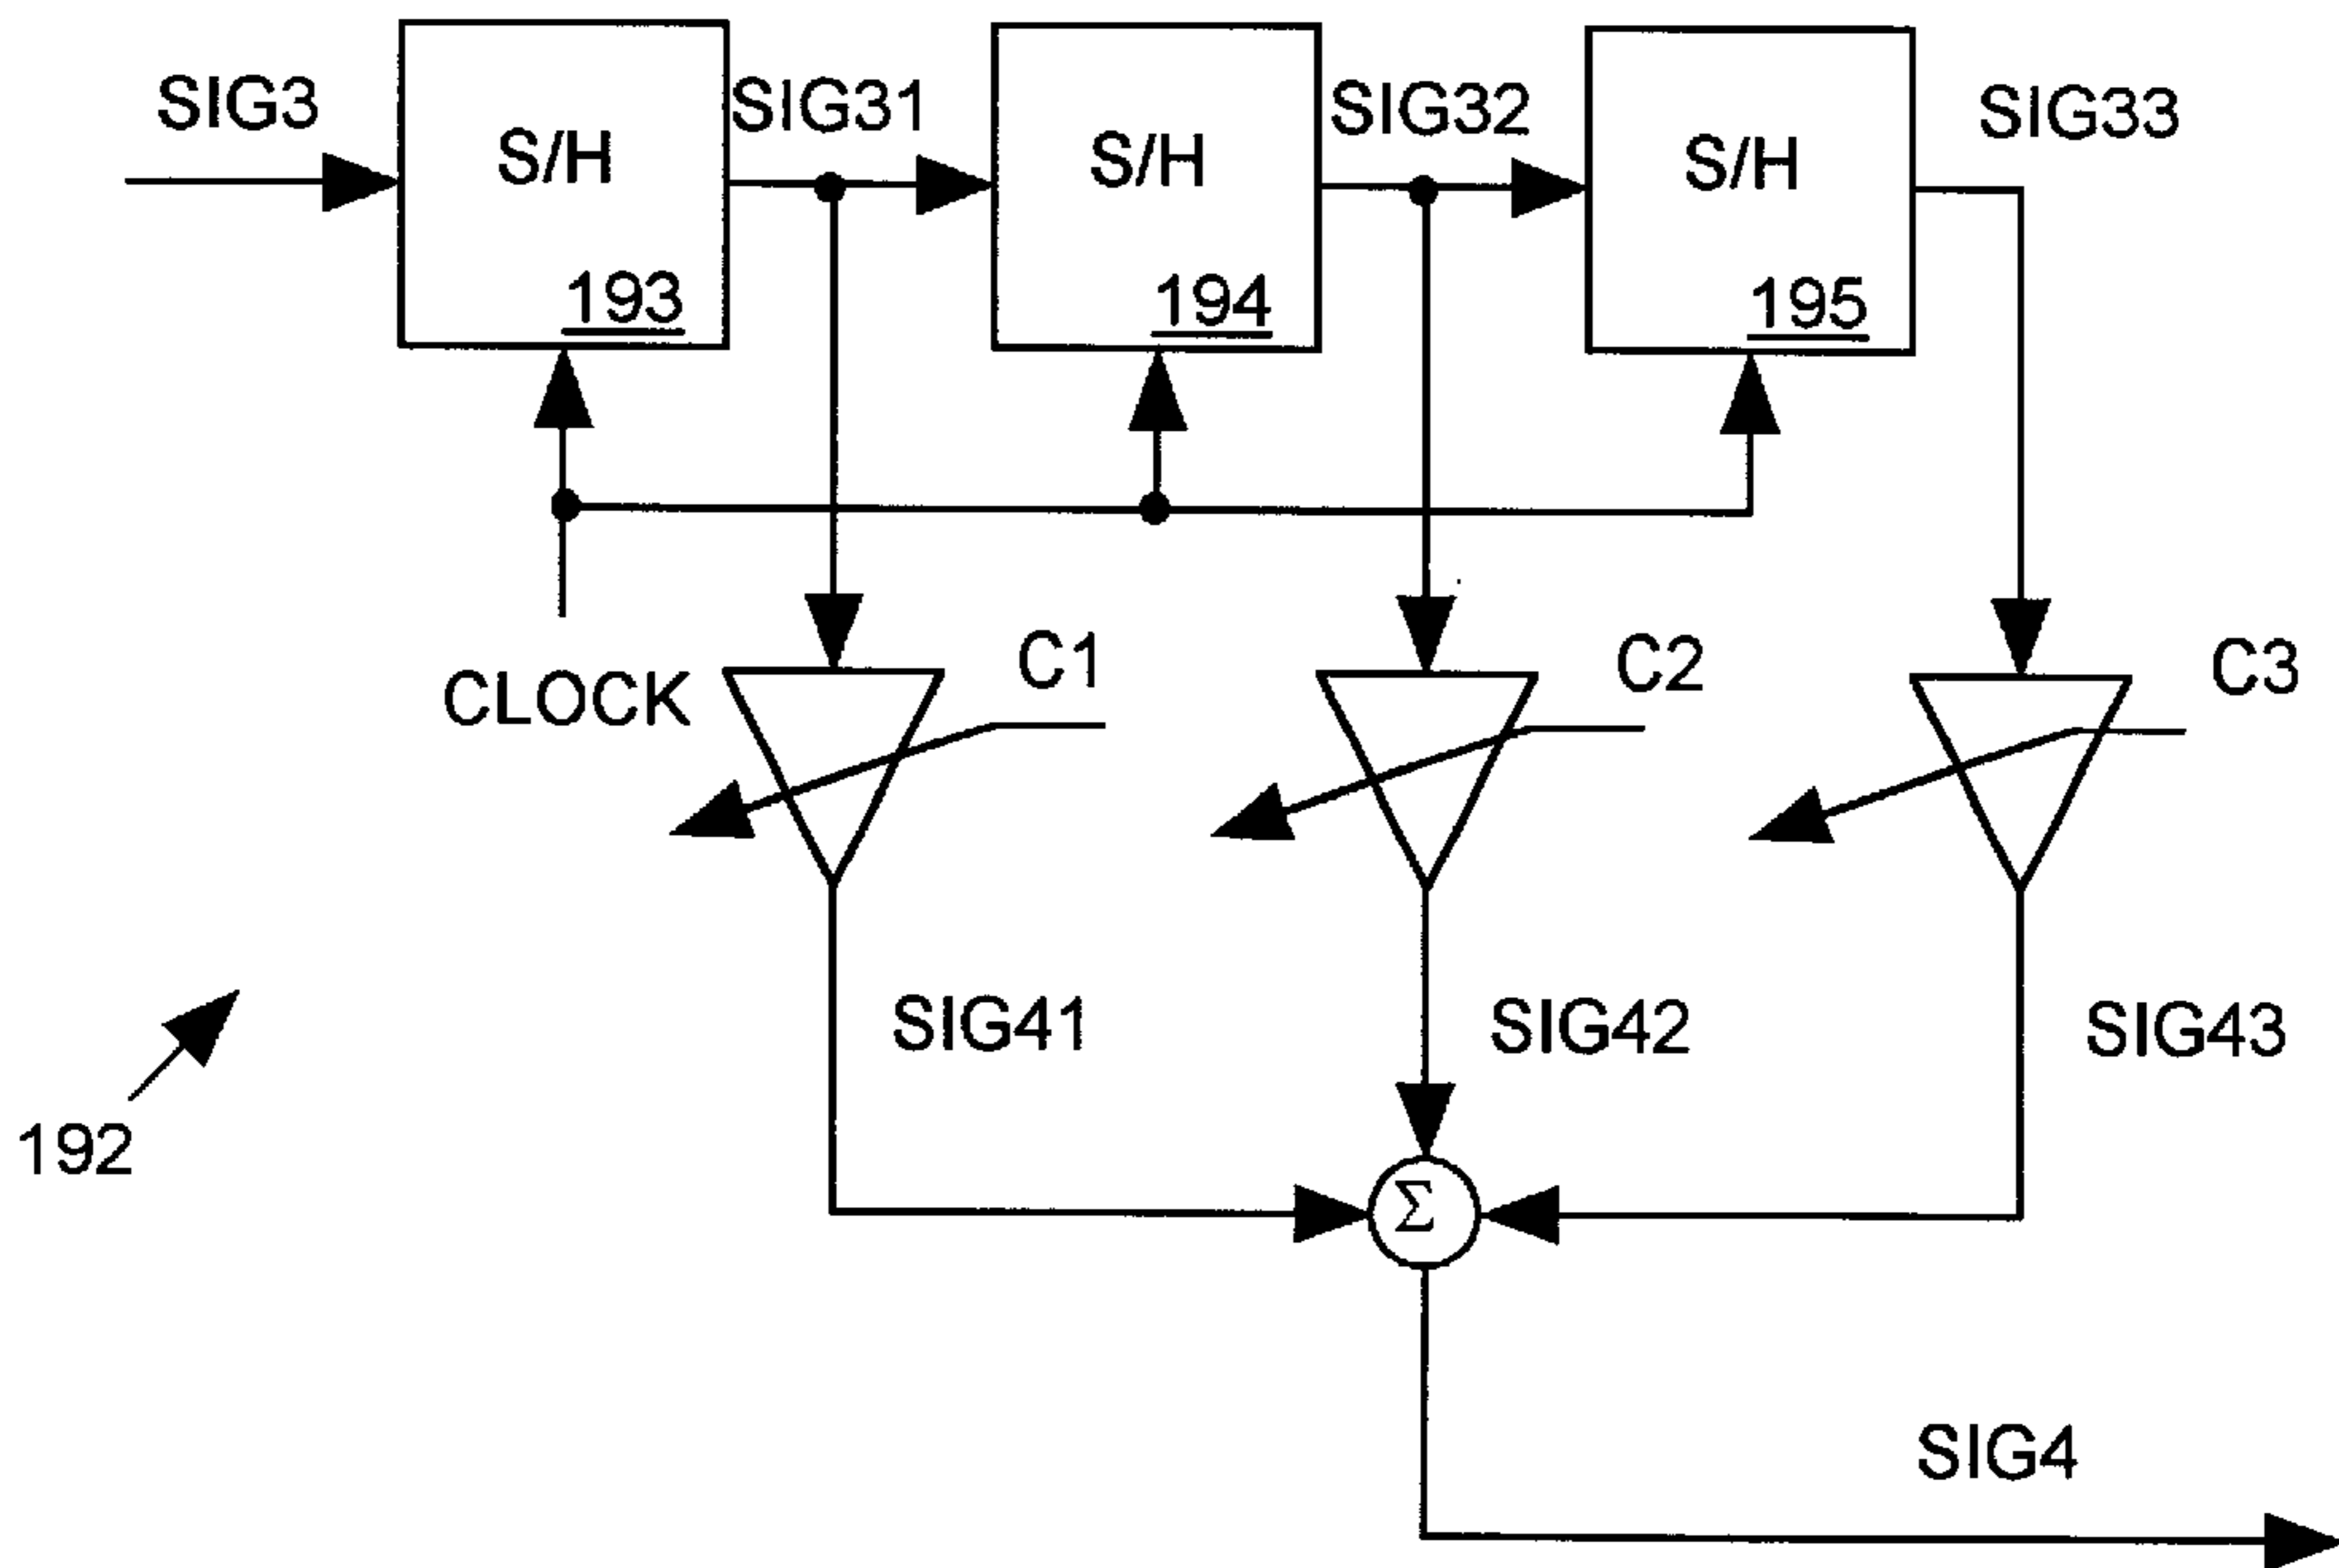 SIG3
S/H
193
SIG31
S/H
194
SIG32
S/H
195
SIG33
CLOCK
C1
C2
C3
SIG41
SIG42
SIG43
192
Σ
SIG4